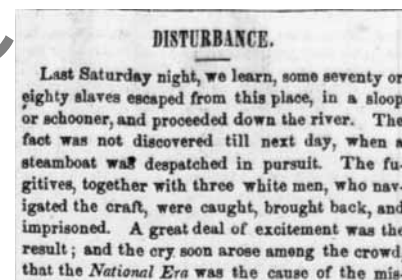 DISTURBANCE.
Last Saturday night, we learn, some seventy or
eighty slaves escaped from this place, in a sloop
or schooner, and proceeded down the river. The
fact was not discovered till next day, when a
steamboat was despatched in pursuit. The fu-
gitives, together with three white men, who nav-
igated the craft, were caught, brought back, and
imprisoned. A great deal of excitement was the
result; and the cry soon arose among the crowd
that the National Era was the cause of the mis-